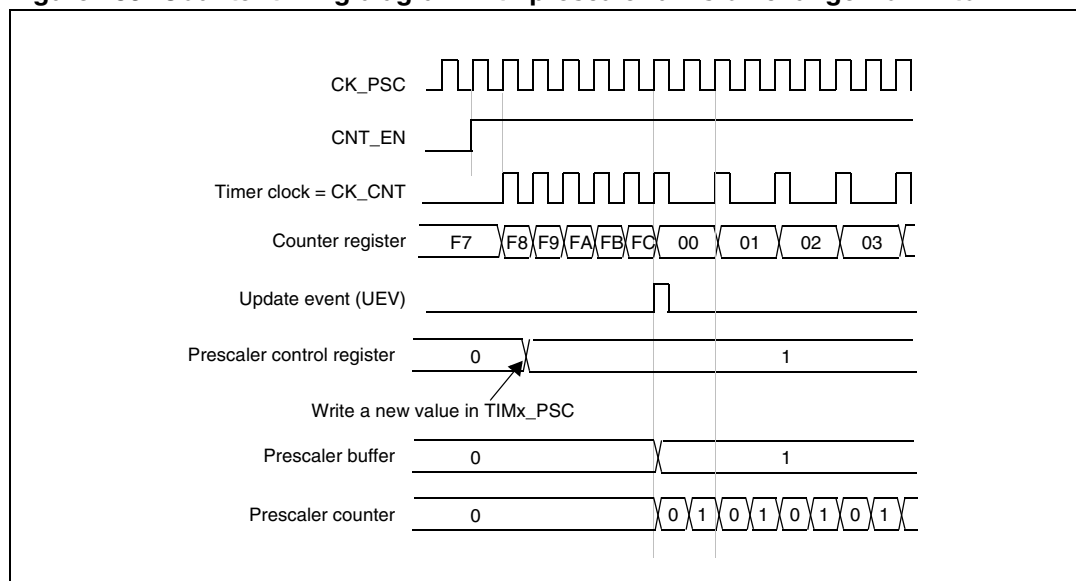 CK_PSC
CNT_EN
Timer clock = CK_CNT
Counter register F7 F8 F9 FA FB FC 00 01 02 03
Update event (UEV)
Prescaler control register 0 1
Write a new value in TIMx_PSC
Prescaler buffer 0 1
Prescaler counter 0 0 1 0 1 0 1 0 1